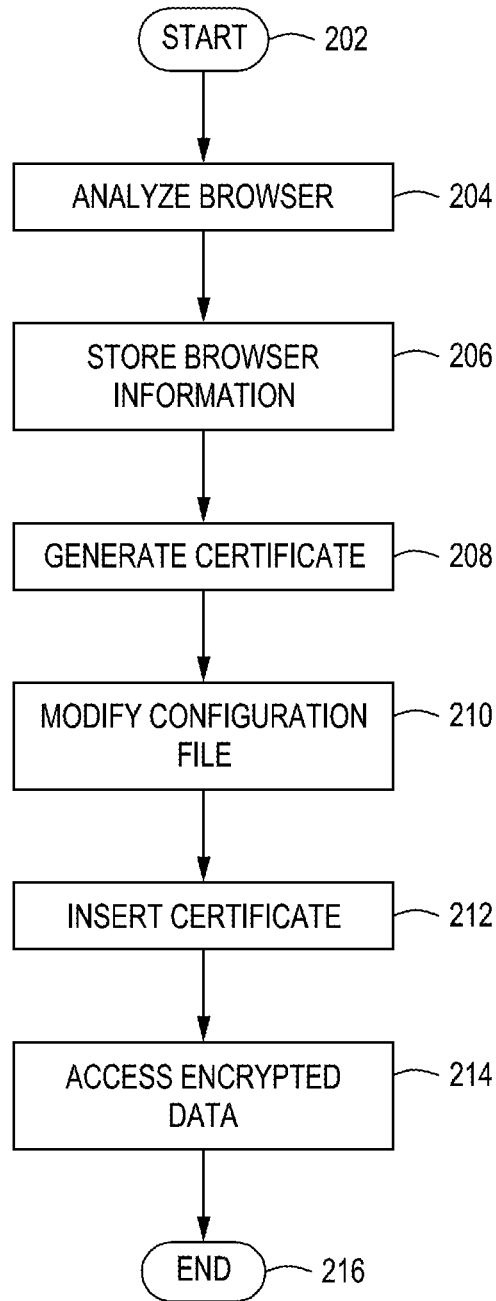 START 202
ANALYZE BROWSER 204
STORE BROWSER 206
INFORMATION
GENERATE CERTIFICATE 208
MODIFY CONFIGURATION 210
FILE
INSERT CERTIFICATE 212
ACCESS ENCRYPTED 214
DATA
END 216